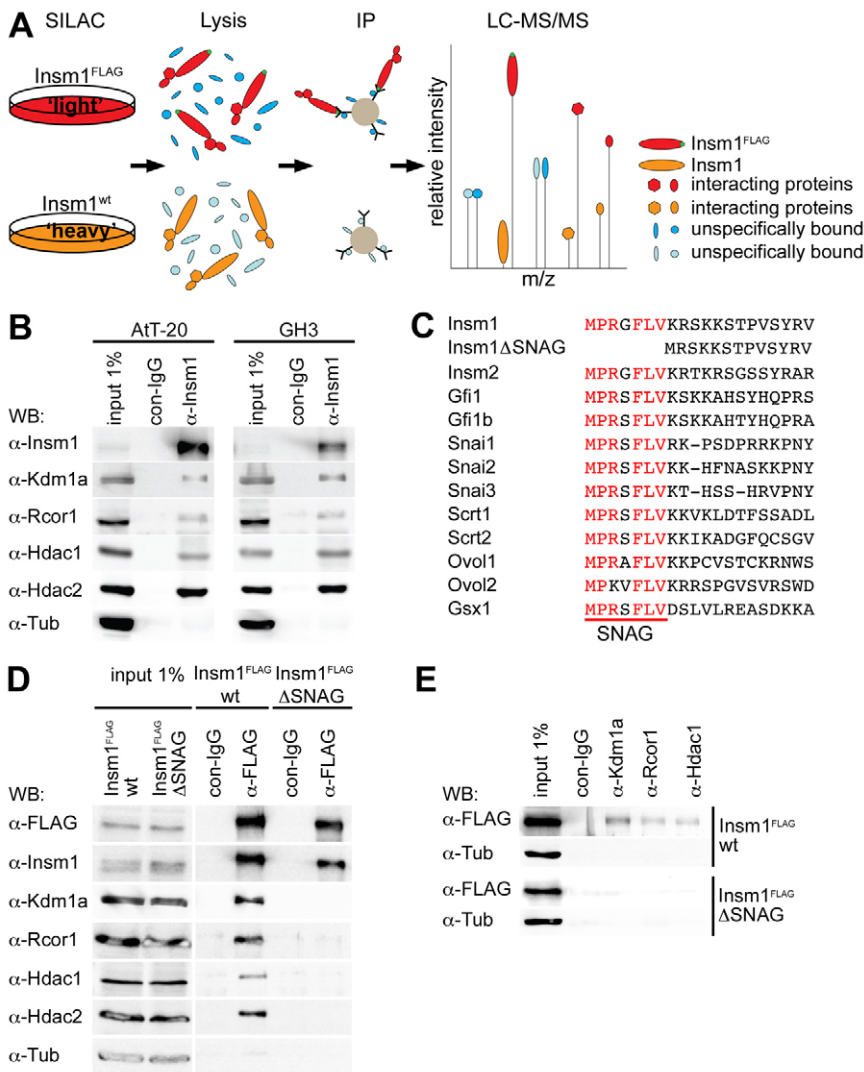 A
SILAC Lysis IP LC-MS/MS
Insm1FLAG
'light'
Insm1wt
'heavy'
relative intensity
m/z
Insm1FLAG
Insm1
interacting proteins
interacting proteins
unspecifically bound
unspecifically bound
B
AtT-20 GH3
WB: input 1% con-IgG α-Insm1 input 1% con-IgG α-Insm1
α-Insm1
α-Kdm1a
α-Rcor1
α-Hdac1
α-Hdac2
α-Tub
C
Insm1 MPRGFLVKRSKKSTPVSYRV
Insm1ΔSNAG MRSKKSTPVSYRV
Insm2 MPRGFLVKRTKRSGSSYRAR
Gfi1 MPRSFLVKSKKAHSYHQPRS
Gfi1b MPRSFLVKSKKAHTYHQPRA
Snai1 MPRSFLVRK-PSDPRRKPNY
Snai2 MPRSFLVKK-HFNASKKPNY
Snai3 MPRSFLVKT-HSS-HRVPNY
Scrt1 MPRSFLVKKVKLDTFSSADL
Scrt2 MPRSFLVKKIKADGFQCSGV
Ovol1 MPRAFLVKKPCVSTCKRNWS
Ovol2 MPKVFLVKRRSPGVSVRSWD
Gsx1 MPRSFLVDSLVLREASDKKA
SNAG
D
input 1% Insm1FLAG wt Insm1FLAG ΔSNAG
WB: Insm1FLAG wt Insm1FLAG ΔSNAG con-IgG α-FLAG con-IgG α-FLAG
α-FLAG
α-Insm1
α-Kdm1a
α-Rcor1
α-Hdac1
α-Hdac2
α-Tub
E
WB: input 1% con-IgG α-Kdm1a α-Rcor1 α-Hdac1
α-FLAG
α-Tub
Insm1FLAG
wt
α-FLAG
α-Tub
Insm1FLAG
ΔSNAG